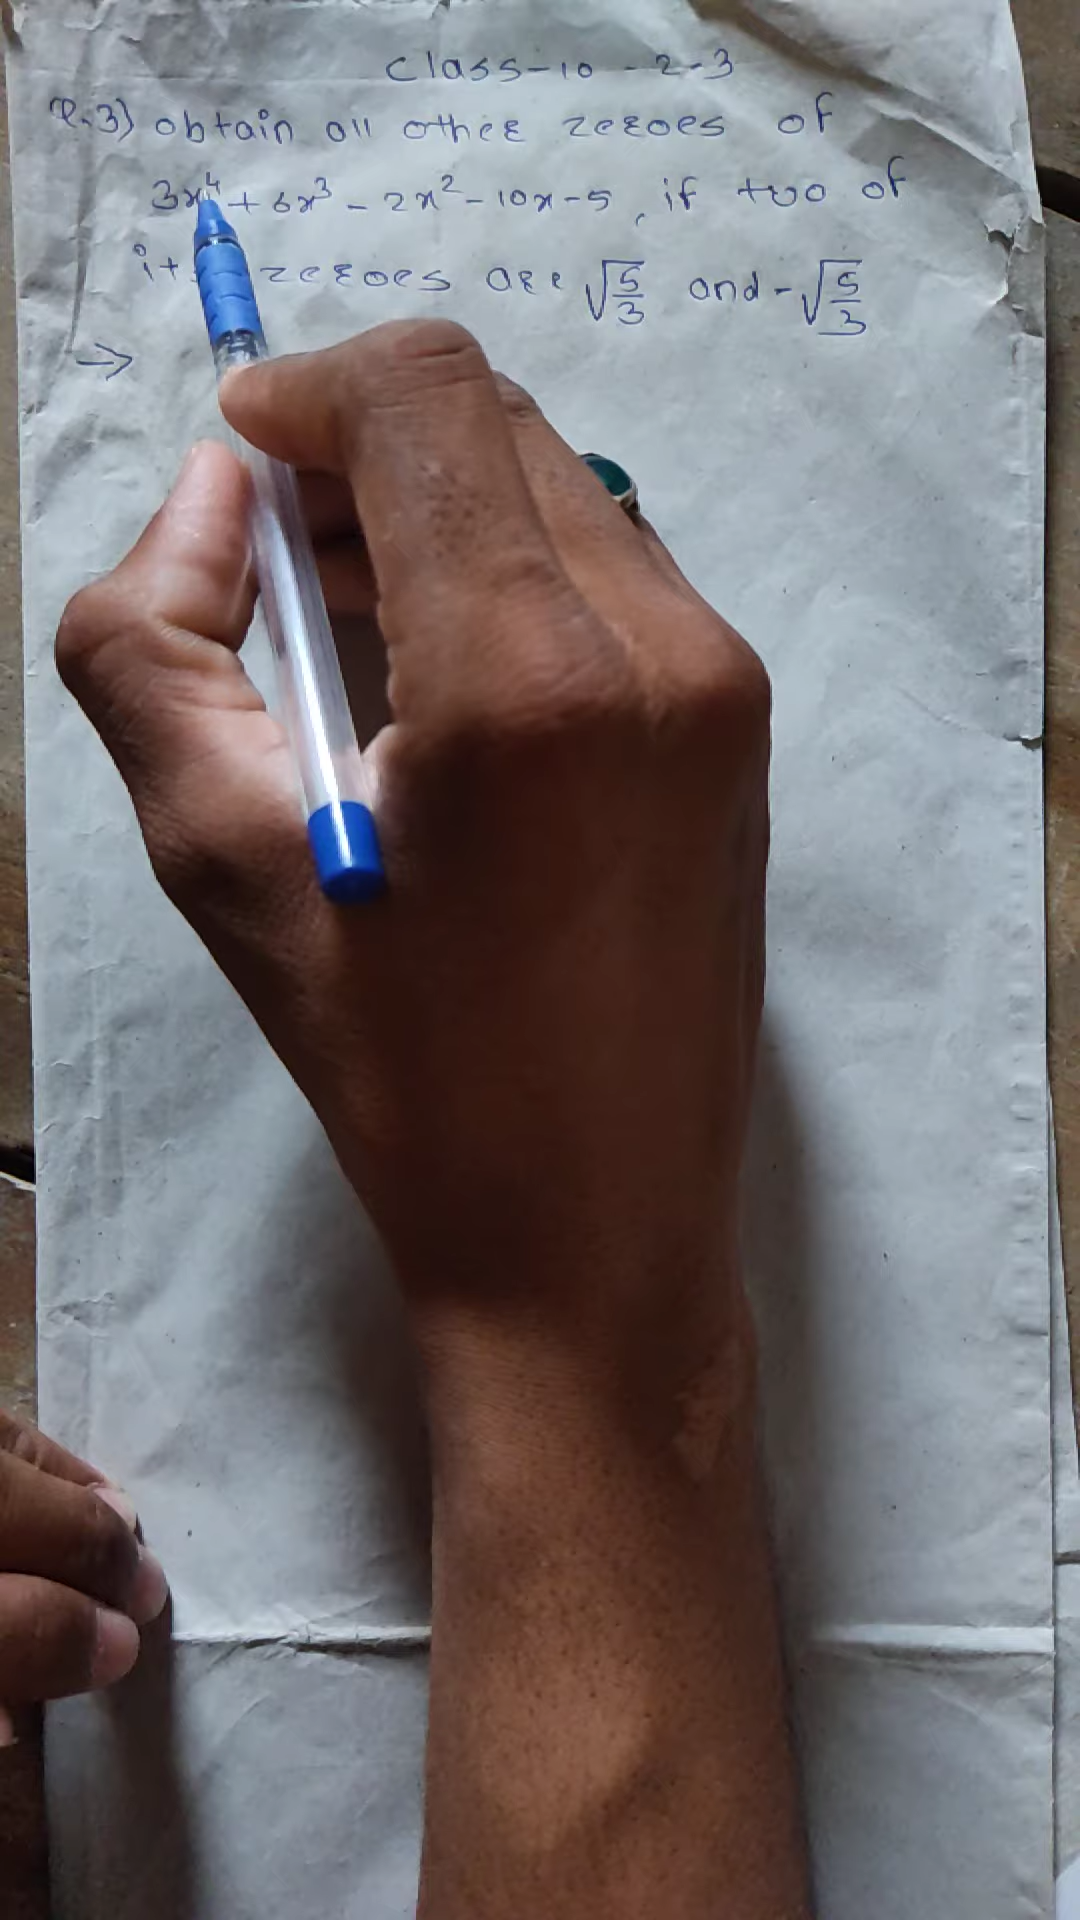 Class-10 - 2.3
Q.3) obtain all other zeroes of
3x⁴ + 6x³ - 2x² - 10x - 5, if two of
zeroes are √5/3 and -√5/3
→